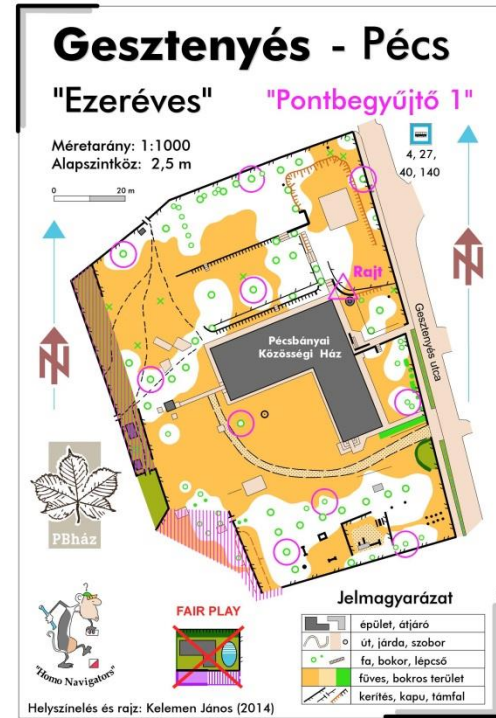 Gesztenyés - Pécs
"Ezeréves" "Pontbegyűjtő 1"
Méretarány: 1:1000
Alapszintköz: 2,5 m
0 20 m
4, 27,
40, 140
Rajt
Pécsbányai
Közösségi Ház
Gesztenyés utca
PBház
"Homo Navigators"
FAIR PLAY
Jelmagyarázat
épület, átjáró
út, járda, szobor
fa, bokor, lépcső
füves, bokros terület
kerítés, kapu, támfal
Helyszínelés és rajz: Kelemen János (2014)